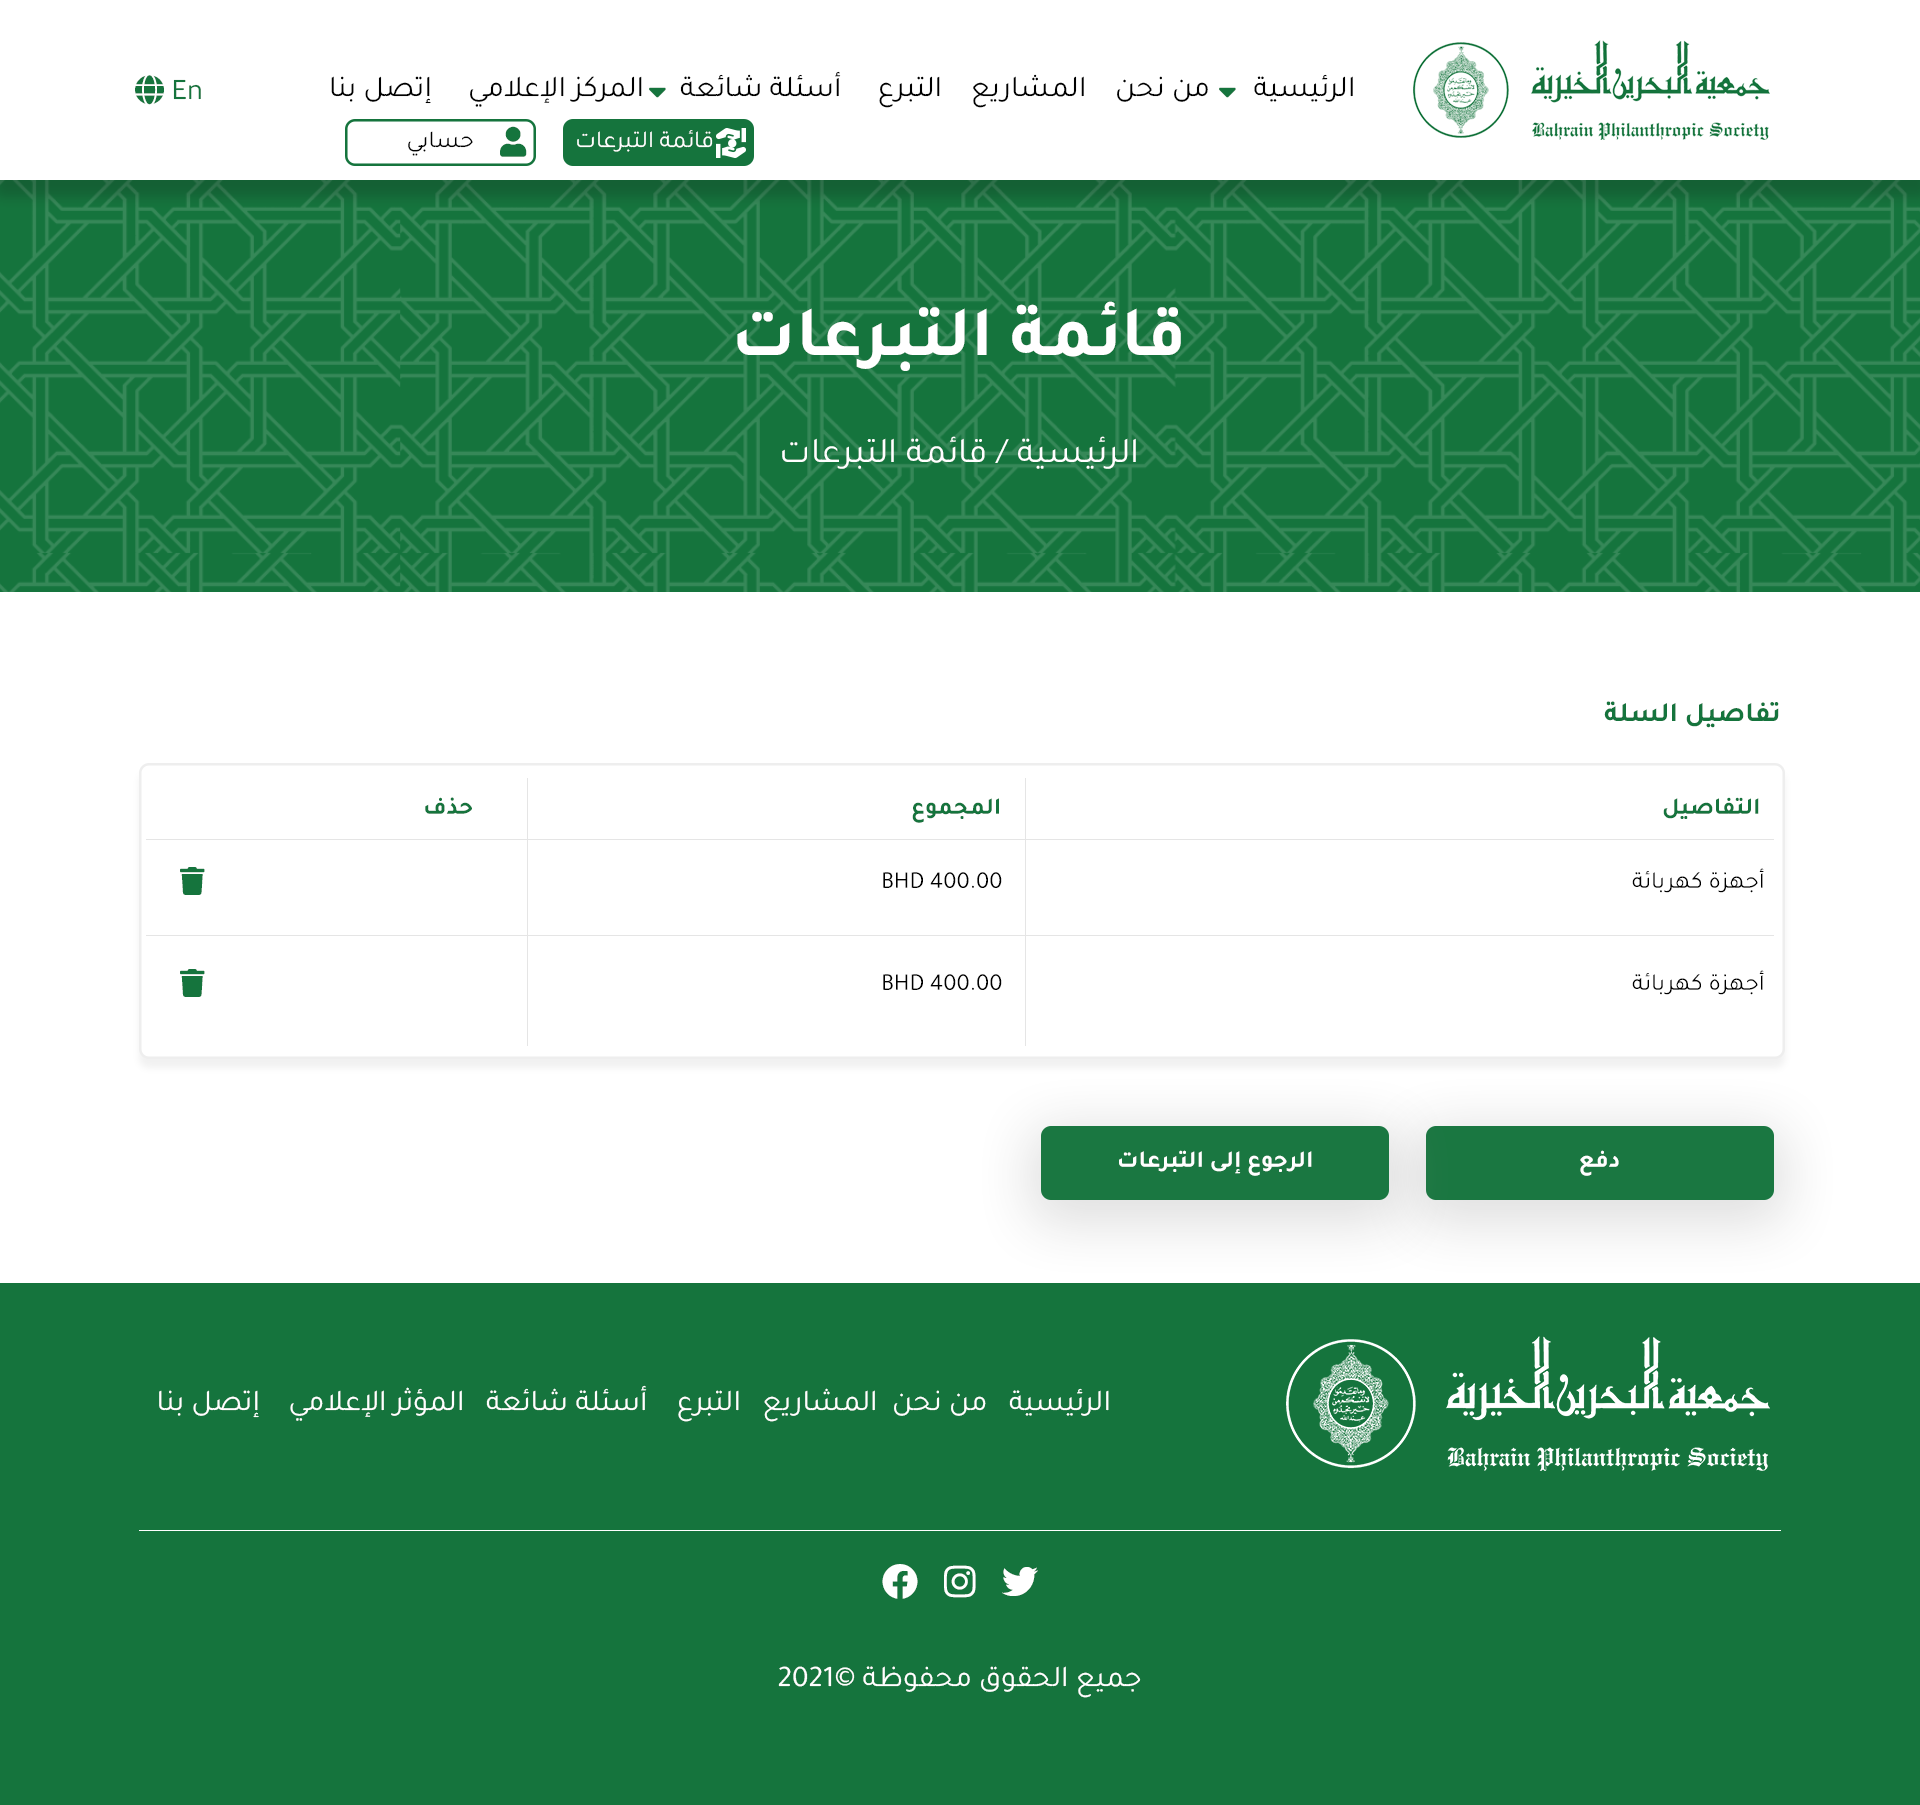 جمعية البحرين الخيرية
Bahrain Philanthropic Society
الرئيسية من نحن المشاريع التبرع أسئلة شائعة المركز الإعلامي إتصل بنا En
قائمة التبرعات حسابي
قائمة التبرعات
الرئيسية / قائمة التبرعات
تفاصيل السلة
التفاصيل المجموع حذف
أجهزة كهربائة BHD 400.00
أجهزة كهربائة BHD 400.00
دفع الرجوع إلى التبرعات
جمعية البحرين الخيرية
Bahrain Philanthropic Society
الرئيسية من نحن المشاريع التبرع أسئلة شائعة المؤثر الإعلامي إتصل بنا
جميع الحقوق محفوظة ©2021